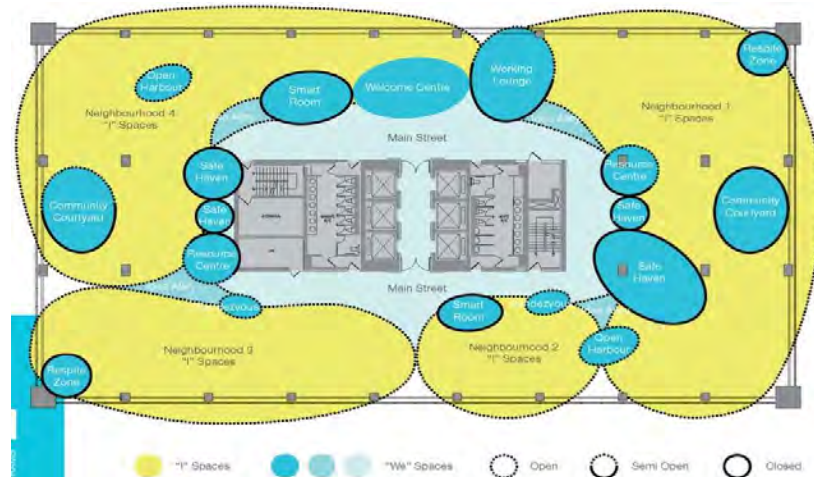 Open
Harbour
Neighbourhood 4
"I" Spaces
Smart
Room
Welcome Centre
Working
Lounge
Respite
Zone
Neighbourhood 1
"I" Spaces
Main Street
Safe
Haven
Resource
Centre
Community
Courtyard
Safe
Haven
Safe
Haven
Community
Courtyard
Resource
Centre
Safe
Haven
Main Street
Smart
Room
Open
Harbour
Neighbourhood 3
"I" Spaces
Neighbourhood 2
"I" Spaces
Respite
Zone
"I" Spaces
"We" Spaces
Open
Semi Open
Closed